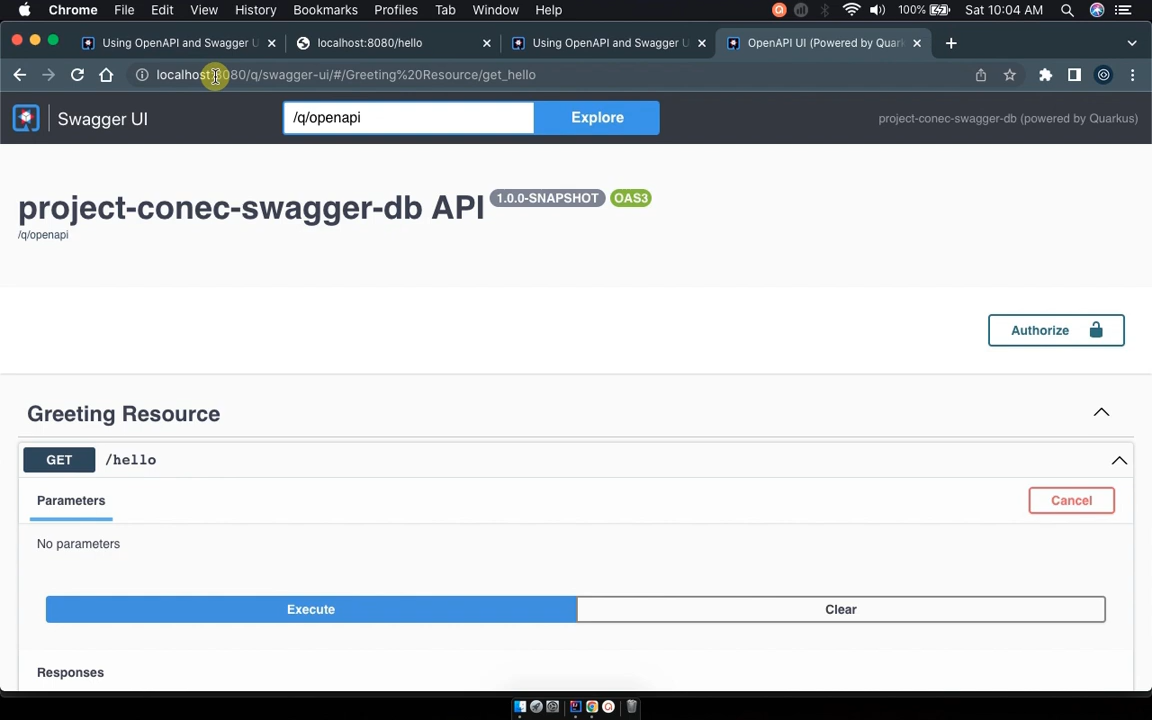 Chrome File Edit View History Bookmarks Profiles Tab Window Help 100% Sat 10:04 AM
Using OpenAPI and Swagger U localhost:8080/hello Using OpenAPI and Swagger U OpenAPI UI (Powered by Quark
localhost:8080/q/swagger-ui/#/Greeting%20Resource/get_hello
Swagger UI /q/openapi Explore project-conec-swagger-db (powered by Quarkus)
project-conec-swagger-db API 1.0.0-SNAPSHOT OAS3
/q/openapi
Authorize
Greeting Resource
GET /hello
Parameters Cancel
No parameters
Execute Clear
Responses